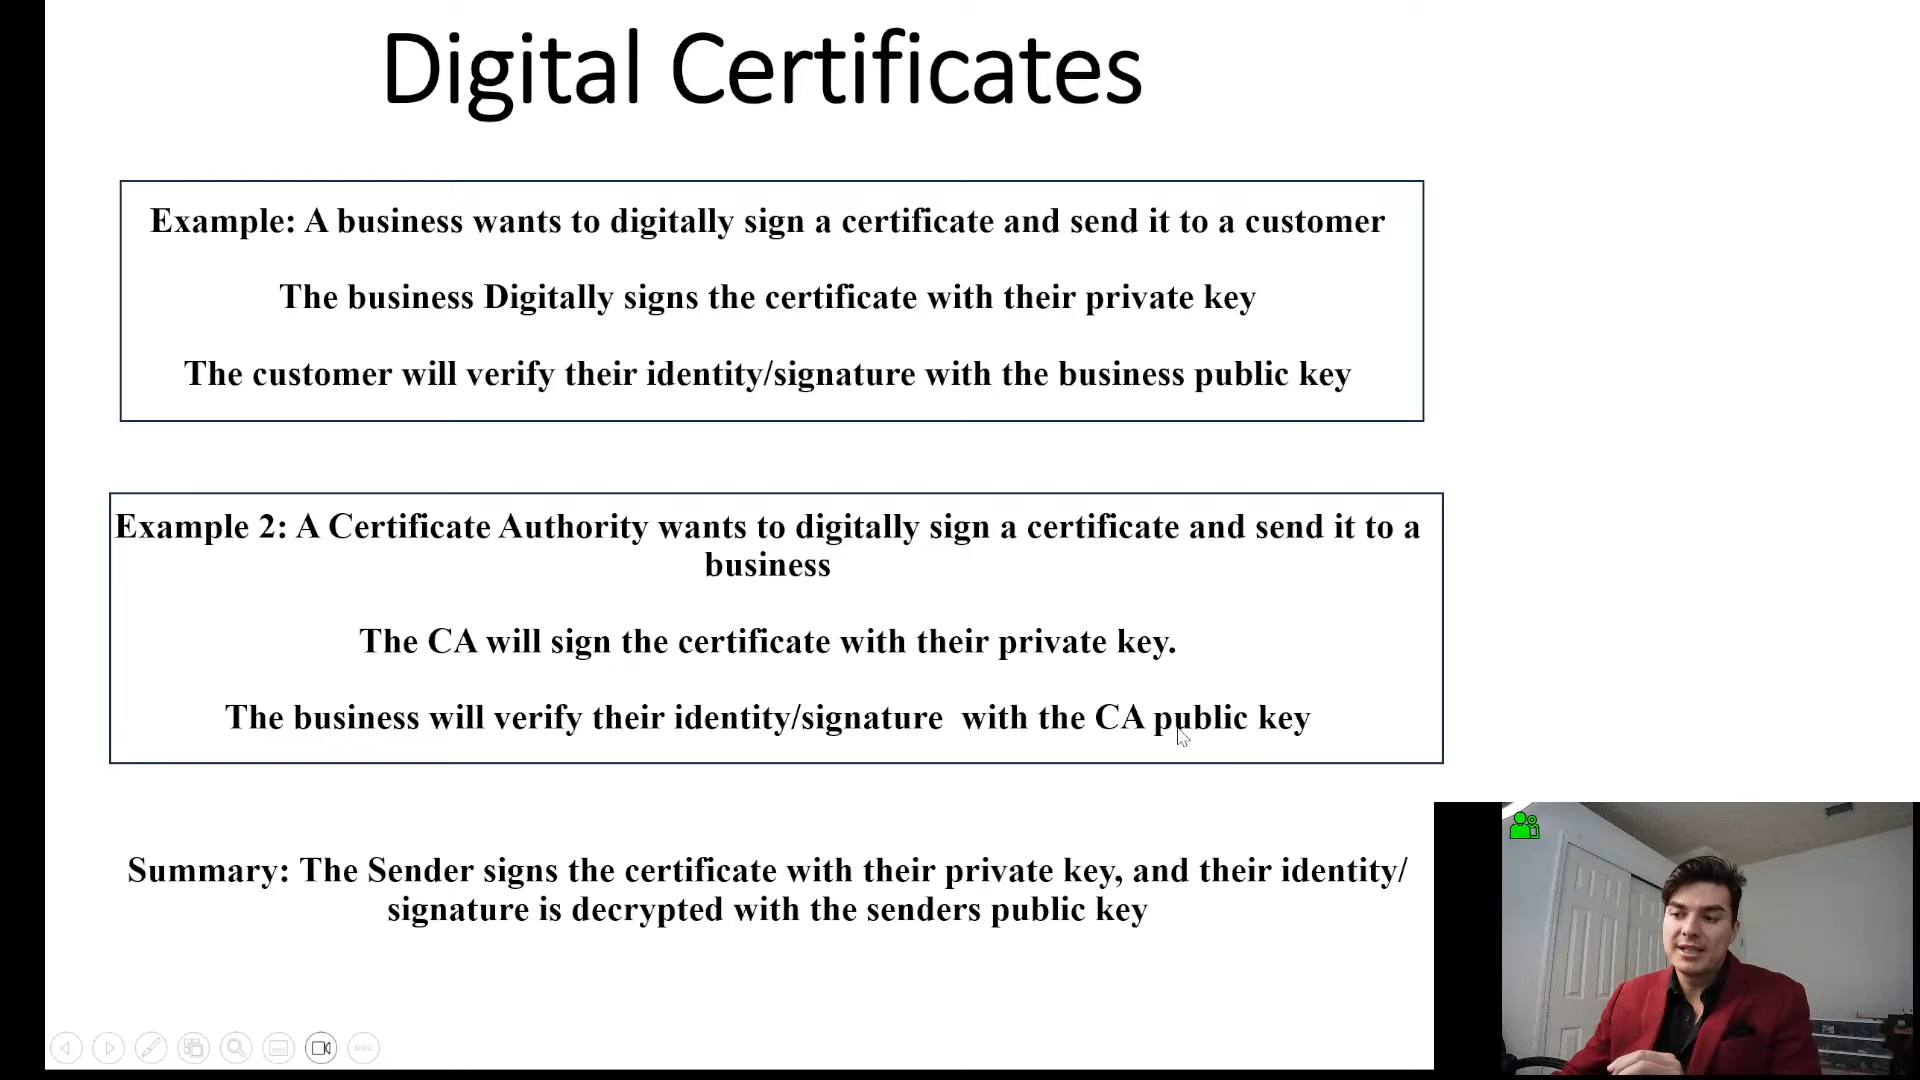 Digital Certificates
Example: A business wants to digitally sign a certificate and send it to a customer
The business Digitally signs the certificate with their private key
The customer will verify their identity/signature with the business public key
Example 2: A Certificate Authority wants to digitally sign a certificate and send it to a
business
The CA will sign the certificate with their private key.
The business will verify their identity/signature  with the CA public key
Summary: The Sender signs the certificate with their private key, and their identity/
signature is decrypted with the senders public key